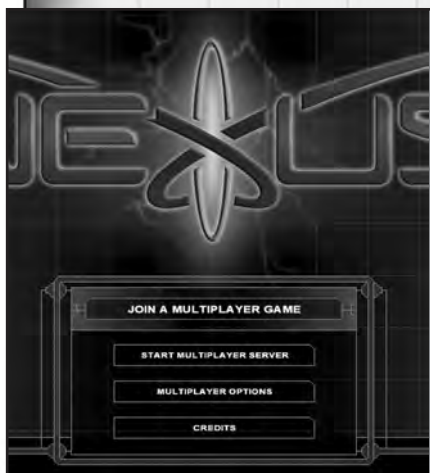 NEXUS
JOIN A MULTIPLAYER GAME
START MULTIPLAYER SERVER
MULTIPLAYER OPTIONS
CREDITS